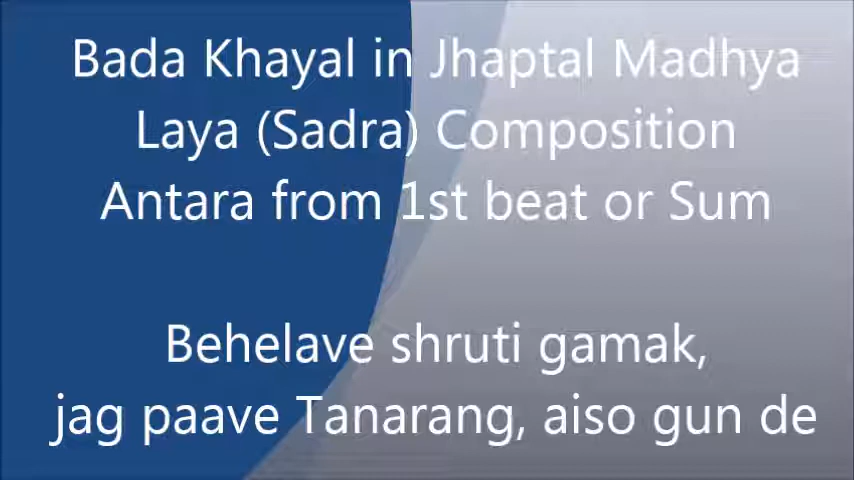 Bada Khayal in Jhaptal Madhya
Laya (Sadra) Composition
Antara from 1st beat or Sum
Behelave shruti gamak,
jag paave Tanarang, aiso gun de